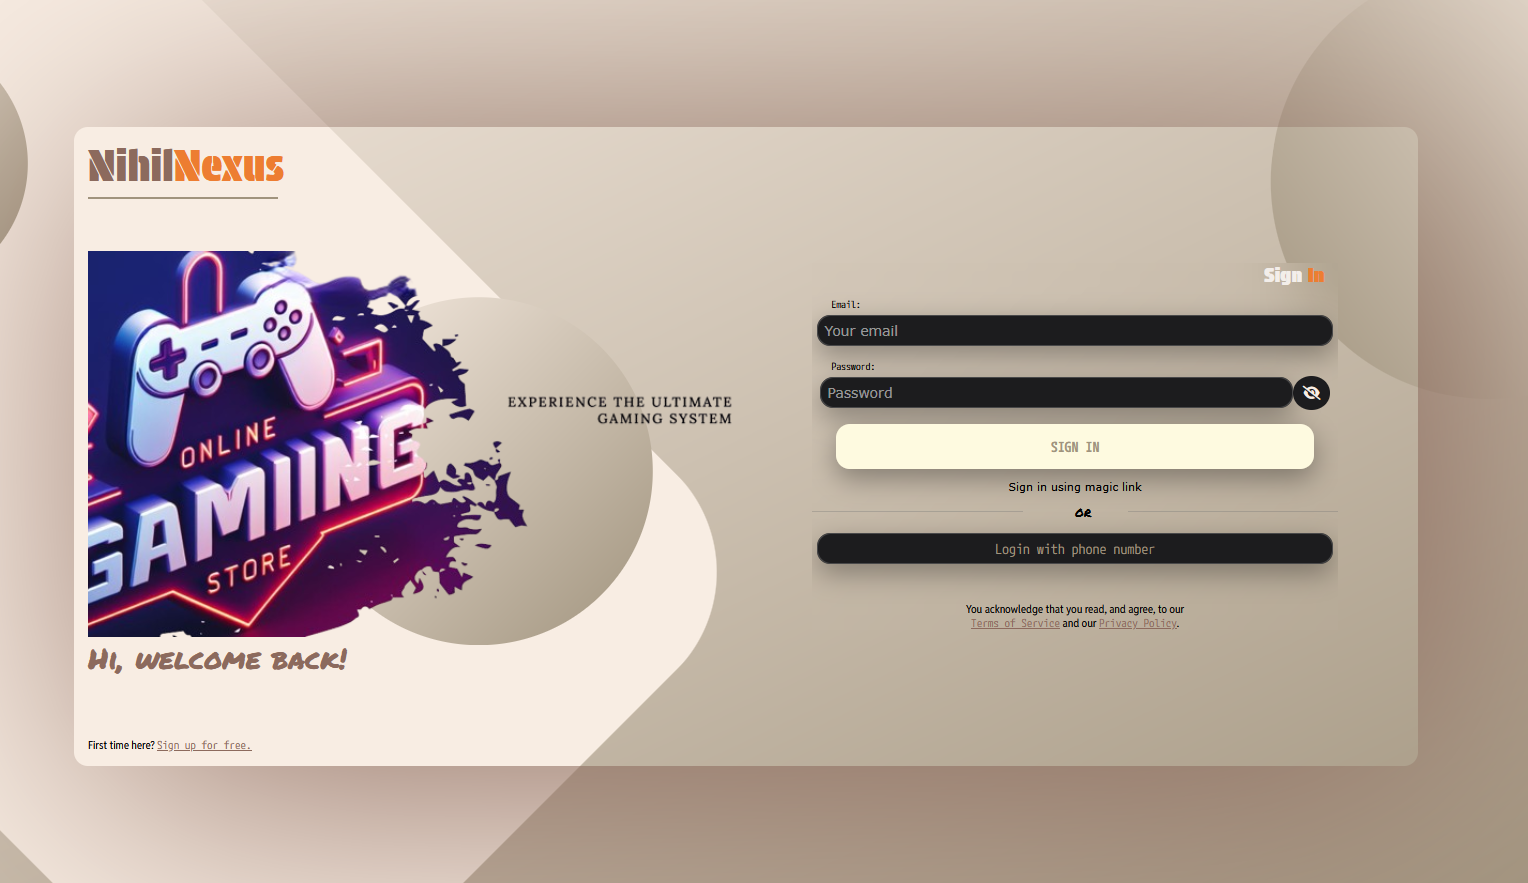 NihilNexus
ONLINE
GAMIING
STORE
EXPERIENCE THE ULTIMATE
GAMING SYSTEM
Hi, welcome back!
First time here? Sign up for free.
Sign In
Email:
Your email
Password:
Password
SIGN IN
Sign in using magic link
OR
Login with phone number
You acknowledge that you read, and agree, to our
Terms of Service and our Privacy Policy.